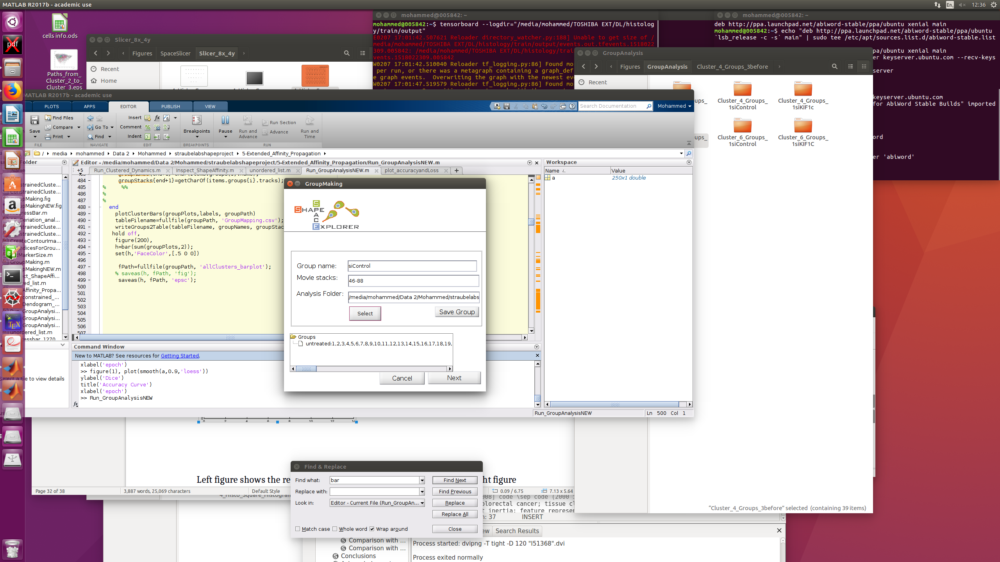 MATLAB R2017b - academic use
En
12:36
cells info.ods
Paths_from_
Cluster_2_to_
Cluster_3.eps
Slicer_8x_4y
Figures
SpaceSlicer
Slicer_8x_4y
Recent
Home
mohammed@005842: ~
mohammed@005842:~$ tensorboard --logdir="/media/mohammed/TOSHIBA EXT/DL/histolog
y/train/output"
E0207 17:01:42.507621 Reloader directory_watcher.py:188] Unable to get size of /
media/mohammed/TOSHIBA EXT/DL/histology/train/output/events.out.tfevents.1518022
309.005842: /media/mohammed/TOSHIBA EXT/DL/histology/trai
vents.1518022309.005842
W0207 17:01:42.510040 Reloader tf_logging.py:86] Found mo
per run, or there was a metagraph containing a graph_def
e graph events.  Overwriting the graph with the newest eve
W0207 17:01:47.519579 Reloader tf_logging.py:86] Found mo
mohammed@005842: ~
deb http://ppa.launchpad.net/abiword-stable/ppa/ubuntu xenial main
mohammed@005842:~$ echo "deb http://ppa.launchpad.net/abiword-stable/ppa/ubuntu
`lsb_release -c -s` main" | sudo tee /etc/apt/sources.list.d/abiword-stable.list
ppa/ubuntu xenial main
er keyserver.ubuntu.com --recv-keys
server
keyserver.ubuntu.com
for AbiWord Stable Builds" imported
ord
er 'abiword'
GroupAnalysis
Figures
GroupAnalysis
Cluster_4_Groups_3before
Recent
Cluster_4_Groups_
1siControl
Cluster_4_Groups_
1siKIF1c
Cluster_6_Groups_
1siControl
Cluster_6_Groups_
1siKIF1C
“Cluster_4_Groups_3before” selected (containing 39 items)
MATLAB R2017b - academic use
PLOTS
APPS
EDITOR
PUBLISH
VIEW
Search Documentation
Mohammed
Save
Find Files
Compare
Print
FILE
Go To
Find
NAVIGATE
Insert
Comment
Indent
EDIT
Breakpoints
BREAKPOINTS
Pause
Run and
Advance
Run Section
Advance
Run and
Time
RUN
/ media mohammed Data 2 Mohammed straubelabshapeproject 5-Extended_Affinity_Propagation
Folder
Name
nstrainedCluste...
ConstrainedCluste...
GroupMaking.fig
upMakingNEW.fig
ogressBar.m
Seriation_anal...
strainedCluste...
strainedCluste...
CreateContourIma...
dicesForGrou...
tMarkerSize.m
GroupMaking.m
upMakingNEW.m
ect_ShapeAffi...
red_list.m
Affinity_Propa...
constrained_...
Dendogram_...
GroupAnalysi...
GroupAnalysi...
GroupAnalysi...
unordered_list.m
ressbar_1270
Select a file to view details
Editor - /media/mohammed/Data 2/Mohammed/straubelabshapeproject/5-Extended_Affinity_Propagation/Run_GroupAnalysisNEW.m
+5
Run_Clustered_Dynamics.m
Inspect_ShapeAffinity.m
unordered_list.m
Run_GroupAnalysisNEW.m
plot_accuracyandLoss
484 groupStacks{end+1}=getCharOf(items.groups{i}.tracks);
485 % %%
486 %
487 %
488 end
489 plotClusterBars(groupPlots,labels, groupPath)
490 tableFilename=fullfile(groupPath, 'GroupMapping.csv');
491 writeGroups2Table(tableFilename, groupNames, groupStac
492 hold off,
493 figure(200),
494 h=bar(sum(groupPlots,2));
495 set(h,'FaceColor',[.5 0 0])
496
497 fPath=fullfile(groupPath, 'allClusters_barplot');
498 % saveas(h, fPath, 'fig');
499 saveas(h, fPath, 'epsc');
500
501
502
503
504
505
506
507
Command Window
New to MATLAB? See resources for Getting Started.
xlabel('epoch')
>> figure(1), plot(smooth(a,0.9,'loess'))
ylabel('Dice')
title('Accuracy Curve')
xlabel('epoch')
>> Run_GroupAnalysisNEW
fx
Workspace
Name
Value
a
250x1 double
Run_GroupAnalysisNEW
Ln 500 Col 1
GroupMaking
SHAPE
SPACE
EXPLORER
Group name:
siControl
Movie stacks:
46-88
Analysis Folder:
/media/mohammed/Data 2/Mohammed/straubelabs
Select
Save Group
Groups
untreated:1,2,3,4,5,6,7,8,9,10,11,12,13,14,15,16,17,18,19,
Cancel
Next
0 2 4 6 8 10 12 14
Left figure shows the re
ht figure
Page 32 of 38
3,887 words, 25,069 characters
Default Style
0.09 / 6.75
7.13 x 5.64
4_Histo_Square_Histogram
Find & Replace
Find what:
bar
Find Next
Replace with:
Find Previous
Look in:
Editor - Current File (Run_GroupAn...
Replace
Replace All
Match case
Whole word
Wrap around
Close
008] code \sep code (2000
olorectal cancer; tissue cl
t inertia; feature represen
n: 37
INSERT
ew
Search Results
Comparison with ...
Comparison with ...
Conclusions
Process started: dvipng -T tight -D 120 "I51368".dvi
Process exited normally